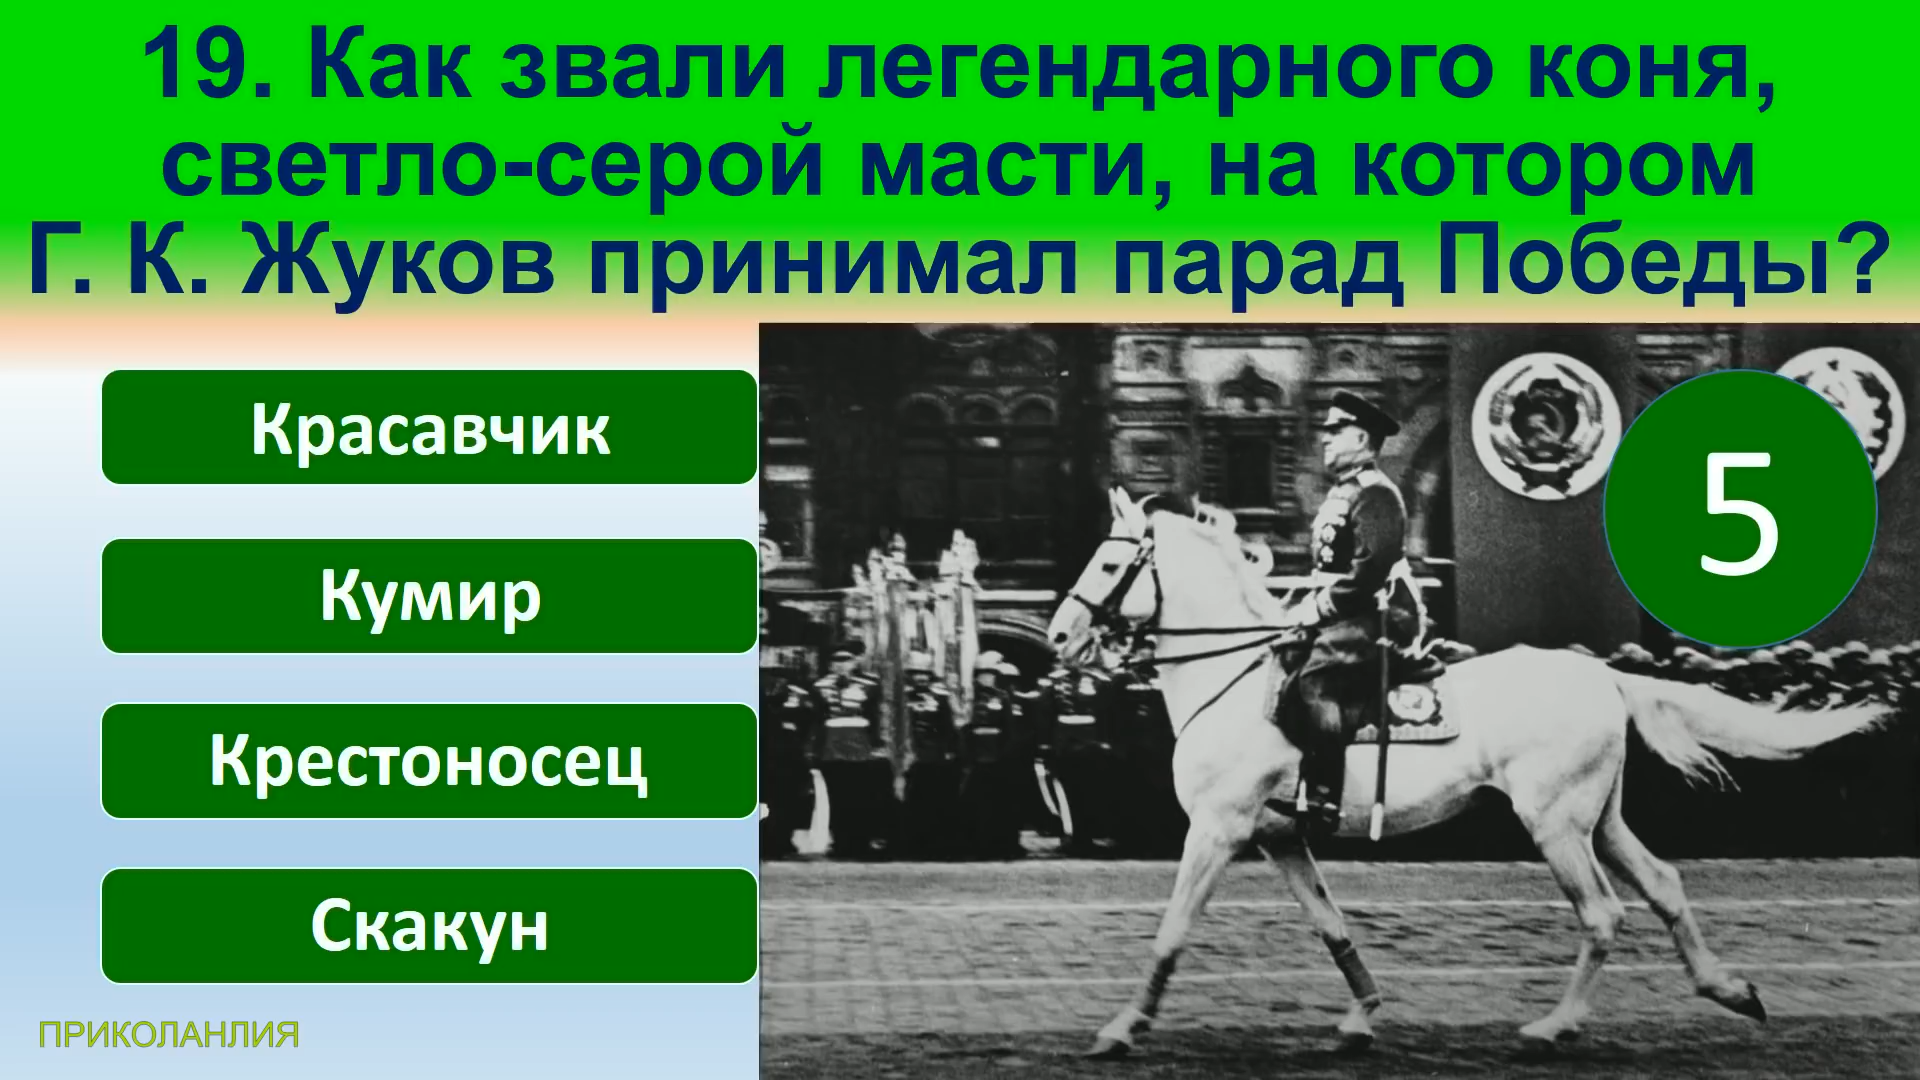 19. Как звали легендарного коня,
светло-серой масти, на котором
Г. К. Жуков принимал парад Победы?
Красавчик
5
Кумир
Крестоносец
Скакун
ПРИКОЛАНЛИЯ